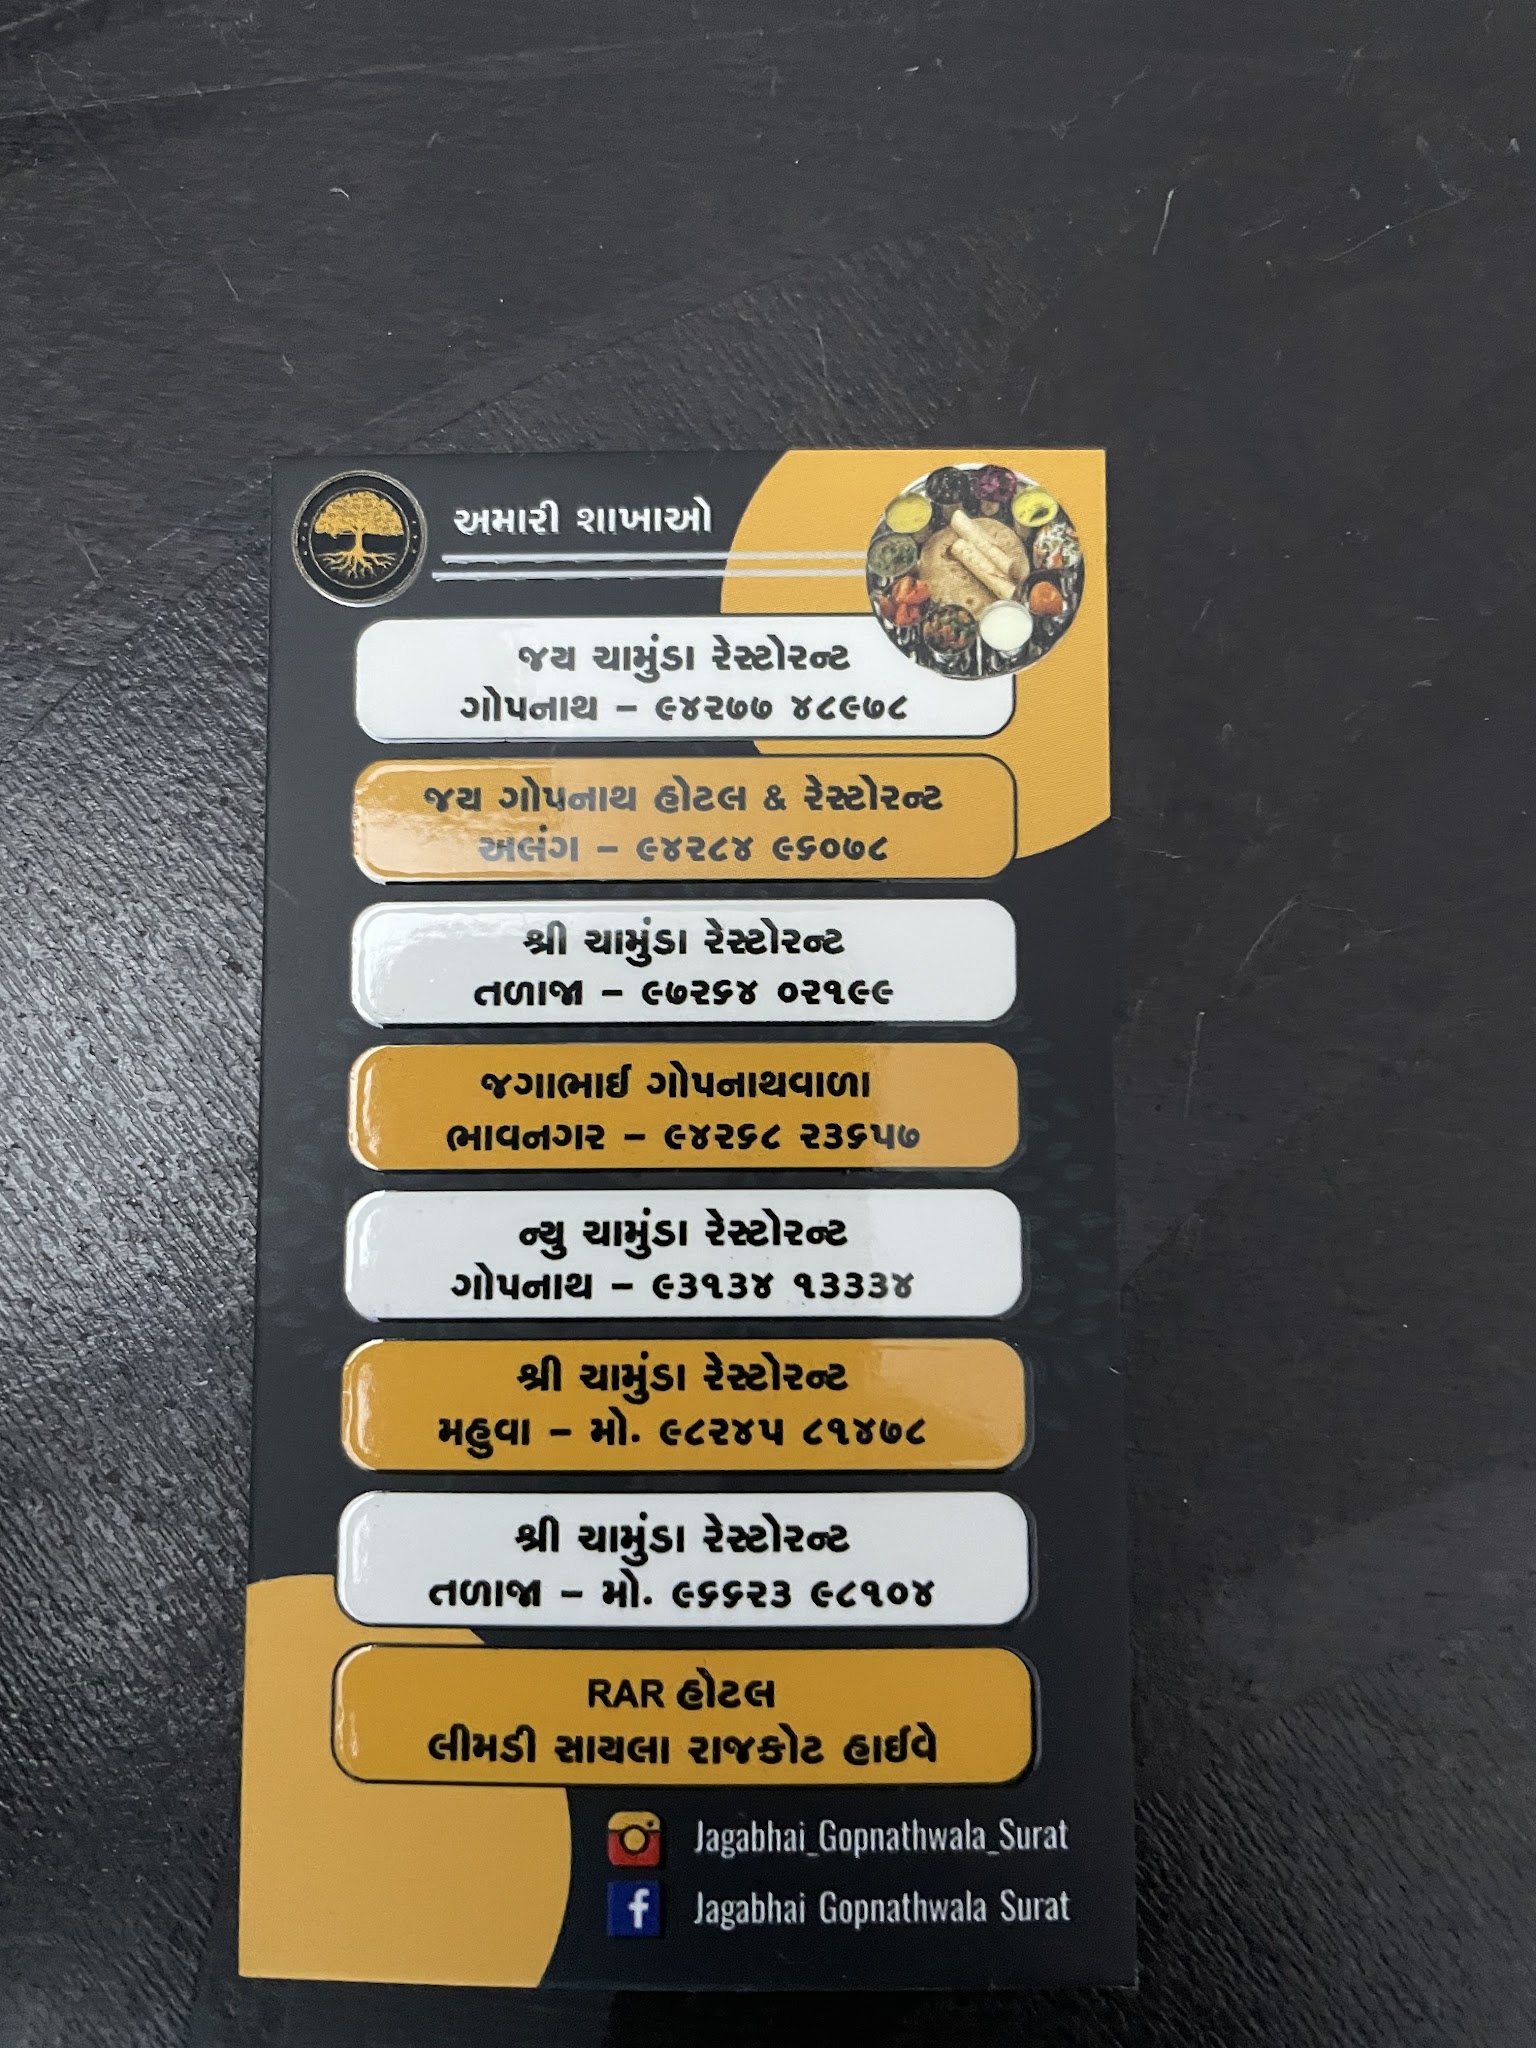 અમારી શાખાઓ
જય ચામુંડા રેસ્ટોરન્ટ
ગોપનાથ – ૯૪૨૭૭ ૪૮૯૭૮
જય ગોપનાથ હોટલ & રેસ્ટોરન્ટ
અલંગ – ૯૪૨૮૪ ૯૬૦૭૮
શ્રી ચામુંડા રેસ્ટોરન્ટ
તળાજા – ૯૭૨૬૪ ૦૨૧૯૯
જગાભાઈ ગોપનાથવાળા
ભાવનગર – ૯૪૨૬૮ ૨૩૬૫૭
ન્યુ ચામુંડા રેસ્ટોરન્ટ
ગોપનાથ – ૯૩૧૩૪ ૧૩૩૩૪
શ્રી ચામુંડા રેસ્ટોરન્ટ
મહુવા – મો. ૯૮૨૪૫ ૮૧૪૭૮
શ્રી ચામુંડા રેસ્ટોરન્ટ
તળાજા – મો. ૯૬૬૨૩ ૯૮૧૦૪
RAR હોટલ
લીમડી સાયલા રાજકોટ હાઈવે
Jagabhai_Gopnathwala_Surat
Jagabhai Gopnathwala Surat